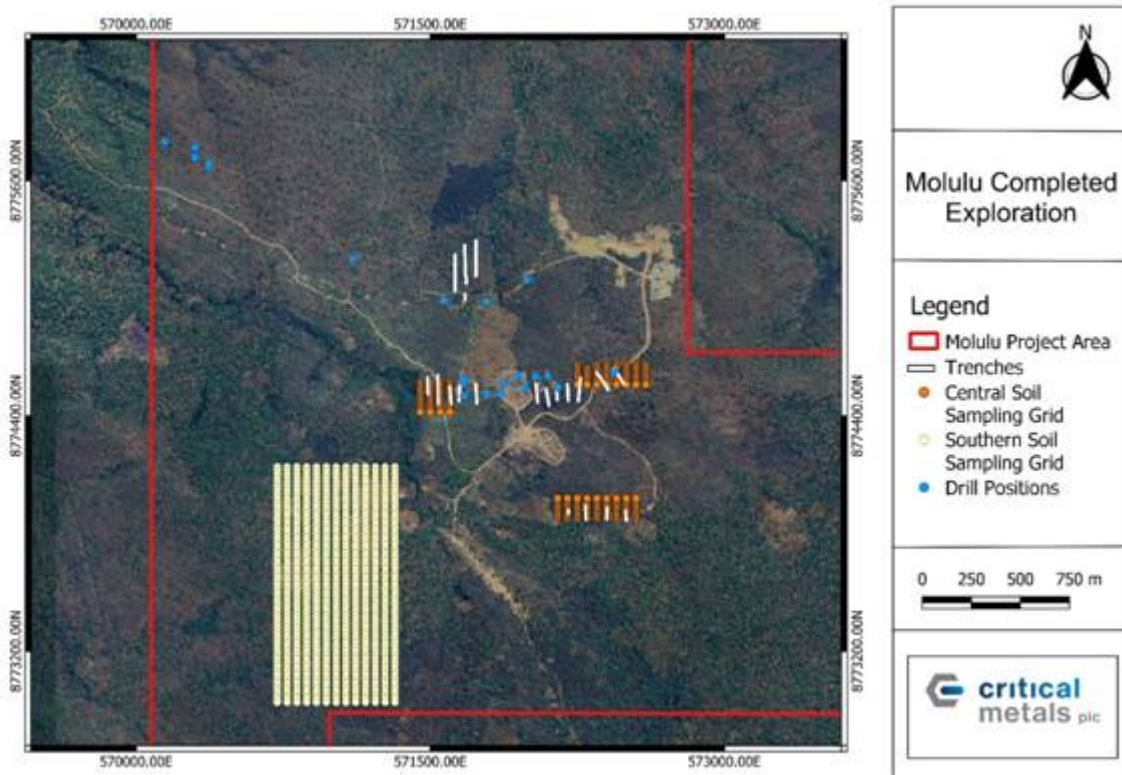 570000.00E
571500.00E
573000.00E
8775600.00N
8775600.00N
8774400.00N
8774400.00N
8773200.00N
8773200.00N
570000.00E
571500.00E
573000.00E
N
Molulu Completed
Exploration
Legend
Molulu Project Area
Trenches
Central Soil
Sampling Grid
Southern Soil
Sampling Grid
Drill Positions
0 250 500 750 m
critical
metals plc